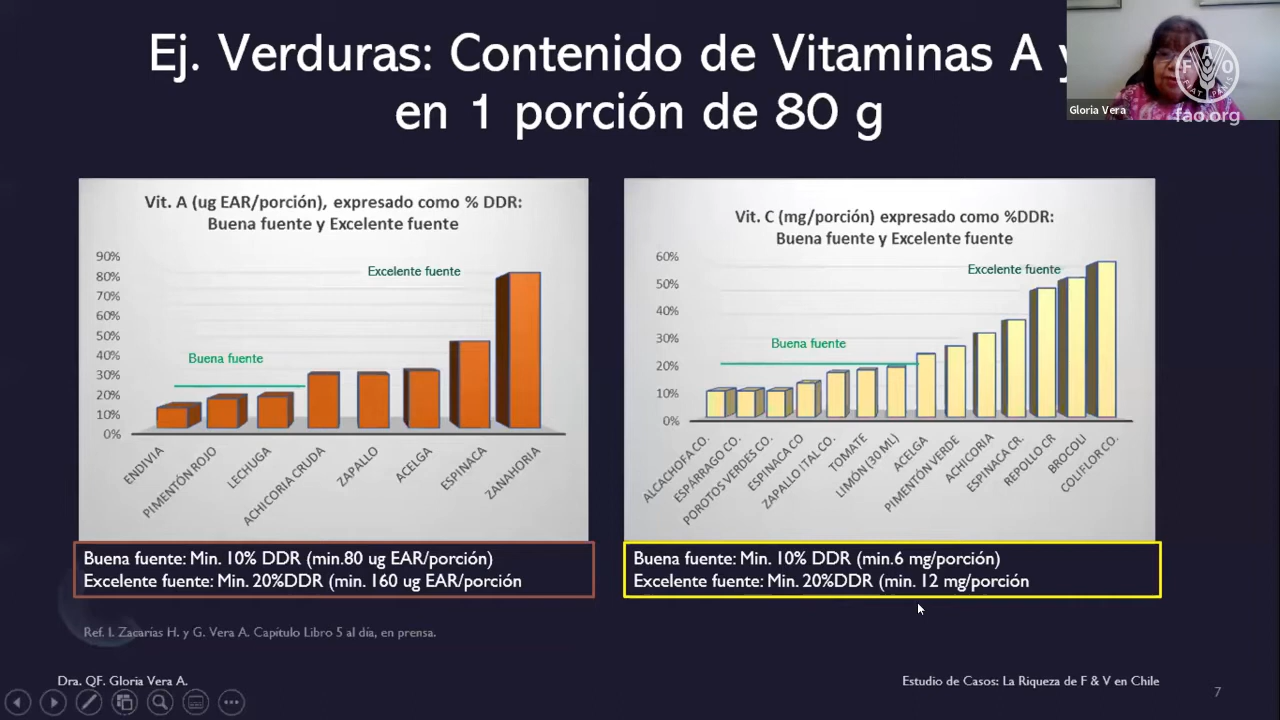 Ej. Verduras: Contenido de Vitaminas A y
en 1 porción de 80 g
Gloria Vera
F A O
FIAT PANIS
fao.org
Vit. A (ug EAR/porción), expresado como % DDR:
Buena fuente y Excelente fuente
90%
80%
70%
60%
50%
40%
30%
20%
10%
0%
Excelente fuente
Buena fuente
ENDIVIA
PIMENTÓN ROJO
LECHUGA
ACHICORIA CRUDA
ZAPALLO
ACELGA
ESPINACA
ZANAHORIA
Buena fuente: Min. 10% DDR (min.80 ug EAR/porción)
Excelente fuente: Min. 20%DDR (min. 160 ug EAR/porción
Vit. C (mg/porción) expresado como %DDR:
Buena fuente y Excelente fuente
60%
50%
40%
30%
20%
10%
0%
Excelente fuente
Buena fuente
ALCACHOFA CO.
ESPÁRRAGO CO.
POROTOS VERDES CO.
ESPINACA CO
ZAPALLO ITAL CO.
TOMATE
LIMÓN (30 ML)
ACELGA
PIMENTÓN VERDE
ACHICORIA
ESPINACA CR.
REPOLLO CR
BROCOLI
COLIFLOR CO.
Buena fuente: Min. 10% DDR (min.6 mg/porción)
Excelente fuente: Min. 20%DDR (min. 12 mg/porción
Ref. I. Zacarías H. y G. Vera A. Capítulo Libro 5 al día, en prensa.
Dra. QF. Gloria Vera A.
Estudio de Casos: La Riqueza de F & V en Chile
7